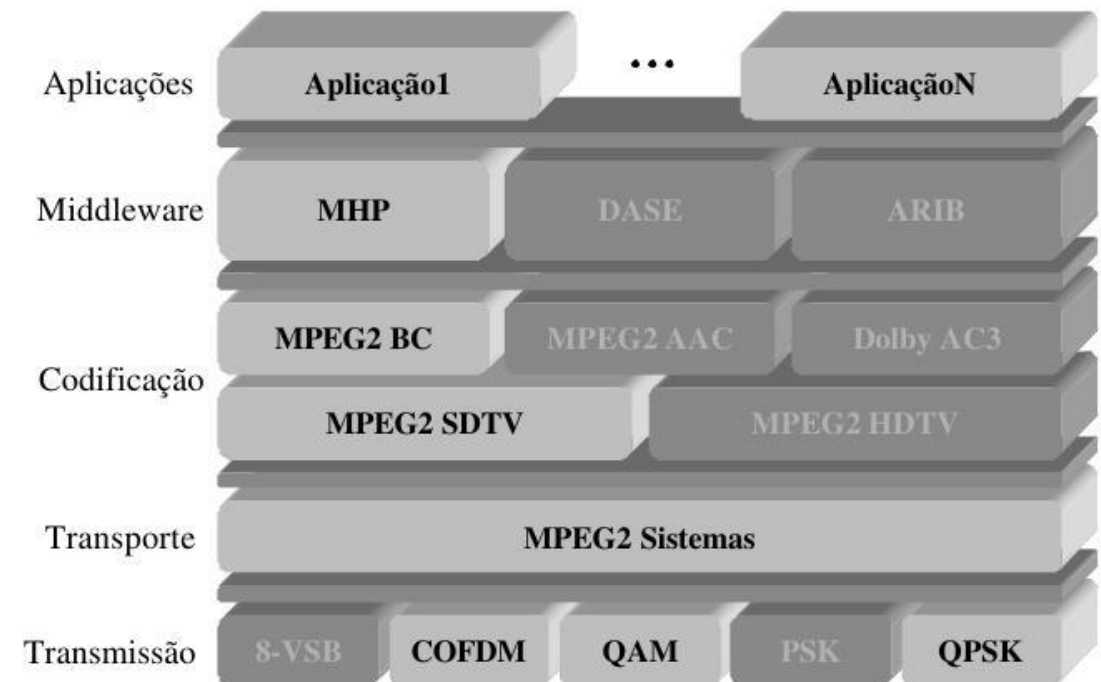 Aplicações
Aplicação1
...
AplicaçãoN
Middleware
MHP
DASE
ARIB
Codificação
MPEG2 BC
MPEG2 AAC
Dolby AC3
MPEG2 SDTV
MPEG2 HDTV
Transporte
MPEG2 Sistemas
Transmissão
8-VSB
COFDM
QAM
PSK
QPSK